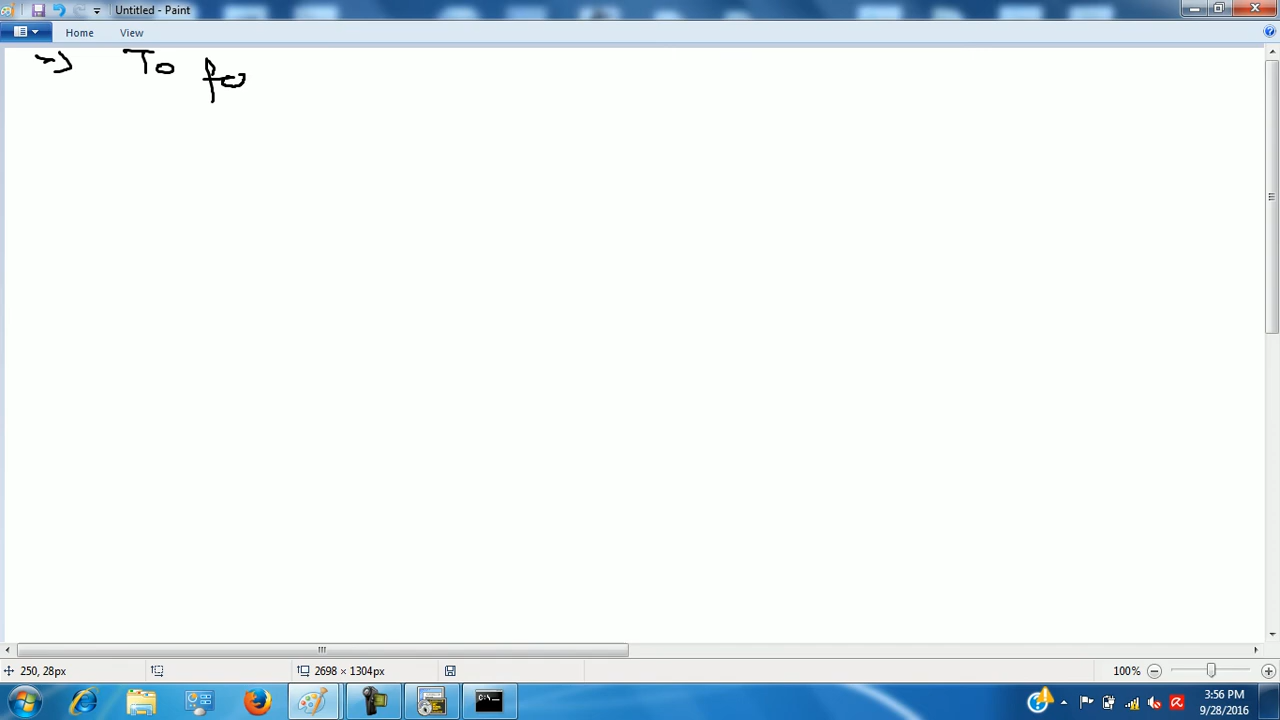 Untitled - Paint
Home View
-> To fo
250, 28px 2698 × 1304px 100%
3:56 PM
9/28/2016